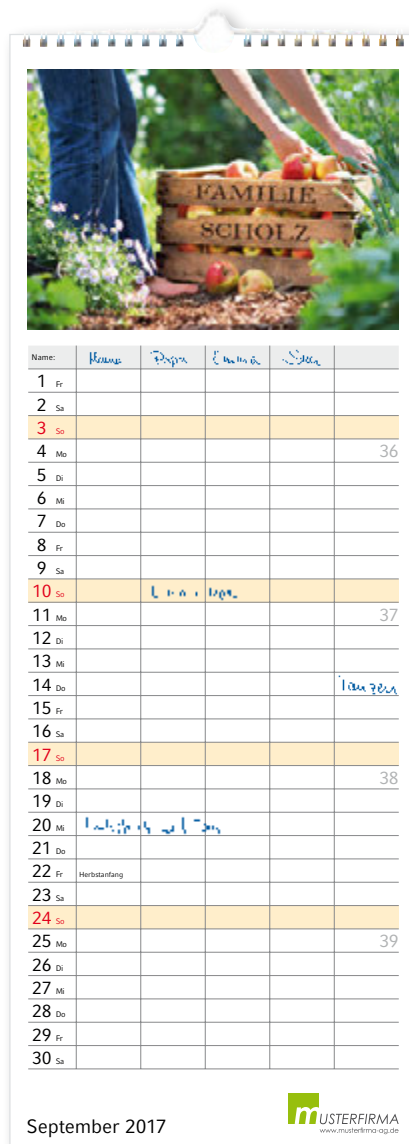 FAMILIE
SCHOLZ
Name: Mama Papa Emma
1 Fr
2 Sa
3 So
4 Mo 36
5 Di
6 Mi
7 Do
8 Fr
9 Sa
10 So
11 Mo 37
12 Di
13 Mi
14 Do Tanzen
15 Fr
16 Sa
17 So
18 Mo 38
19 Di
20 Mi
21 Do
22 Fr Herbstanfang
23 Sa
24 So
25 Mo 39
26 Di
27 Mi
28 Do
29 Fr
30 Sa
September 2017
MUSTERFIRMA
www.musterfirma-ag.de